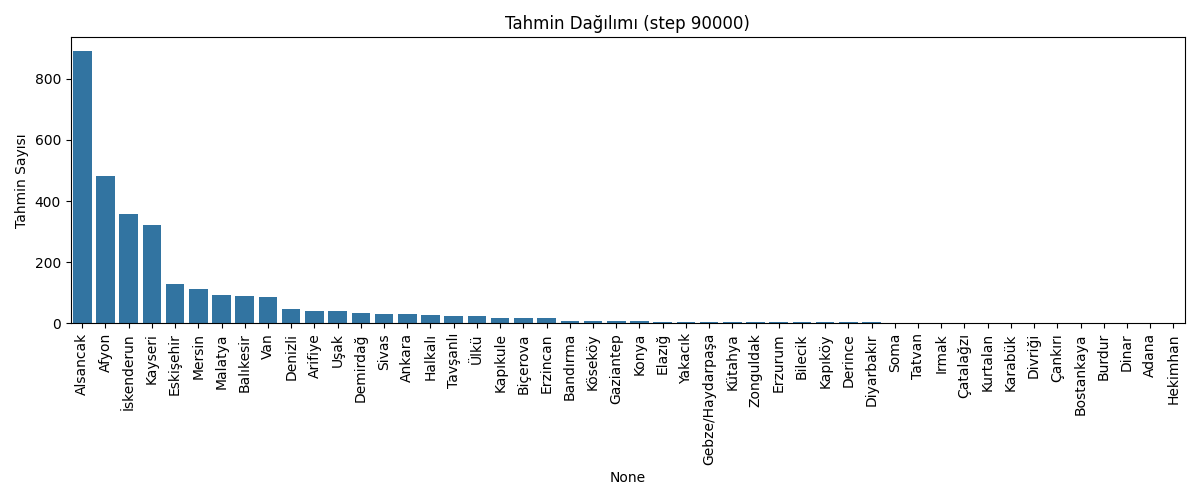 Tahmin Dağılımı (step 90000)
Tahmin Sayısı
800
600
400
200
0
Alsancak
Afyon
İskenderun
Kayseri
Eskişehir
Mersin
Malatya
Balıkesir
Van
Denizli
Arifiye
Uşak
Demirdağ
Sivas
Ankara
Halkalı
Tavşanlı
Ülkü
Kapıkule
Biçerova
Erzincan
Bandırma
Köseköy
Gaziantep
Konya
Elazığ
Yakacık
Gebze/Haydarpaşa
Kütahya
Zonguldak
Erzurum
Bilecik
Kapıköy
Derince
Diyarbakır
Soma
Tatvan
Irmak
Çatalağzı
Kurtalan
Karabük
Divriği
Çankırı
Bostankaya
Burdur
Dinar
Adana
Hekimhan
None